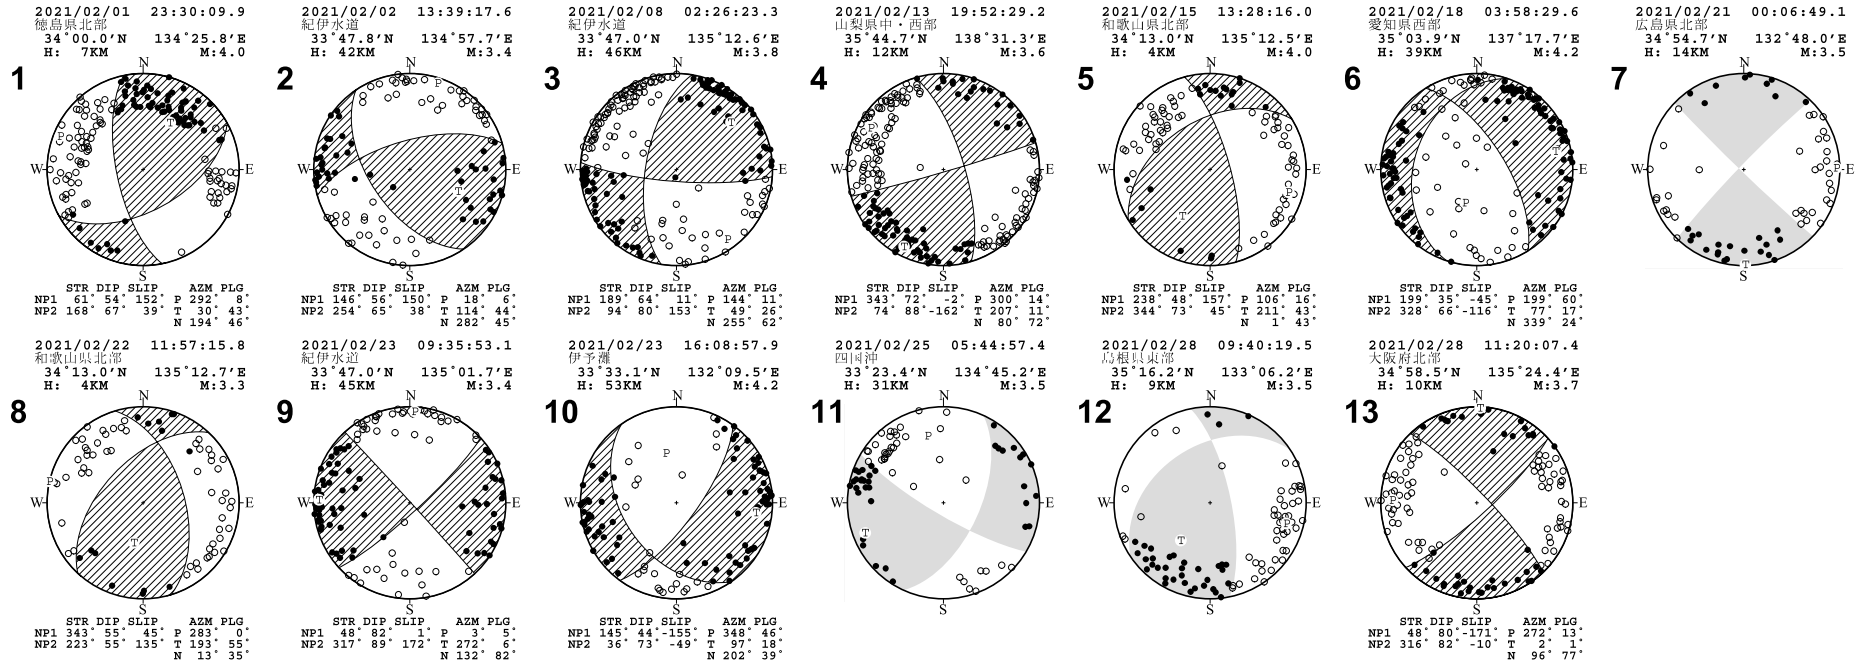 1
2021/02/01 23:30:09.9
徳島県北部
34°00.0'N 134°25.8'E
H: 7KM M:4.0
N
P
T
W E
S
STR DIP SLIP AZM PLG
NP1 61° 54° 152° P 292° 8°
NP2 168° 67° 39° T 30° 43°
N 194° 46°
2
2021/02/02 13:39:17.6
紀伊水道
33°47.8'N 134°57.7'E
H: 42KM M:3.4
N
P
W E
T
S
STR DIP SLIP AZM PLG
NP1 146° 56° 150° P 18° 6°
NP2 254° 65° 38° T 114° 44°
N 282° 45°
3
2021/02/08 02:26:23.3
紀伊水道
33°47.0'N 135°12.6'E
H: 46KM M:3.8
N
T
W E
P
S
STR DIP SLIP AZM PLG
NP1 189° 64° 11° P 144° 11°
NP2 94° 80° 153° T 49° 26°
N 255° 62°
4
2021/02/13 19:52:29.2
山梨県中・西部
35°44.7'N 138°31.3'E
H: 12KM M:3.6
N
P
W E
T
S
STR DIP SLIP AZM PLG
NP1 343° 72° -2° P 300° 14°
NP2 74° 88°-162° T 207° 11°
N 80° 72°
5
2021/02/15 13:28:16.0
和歌山県北部
34°13.0'N 135°12.5'E
H: 4KM M:4.0
N
W E
P
T
S
STR DIP SLIP AZM PLG
NP1 238° 48° 157° P 106° 16°
NP2 344° 73° 45° T 211° 43°
N 1° 43°
6
2021/02/18 03:58:29.6
愛知県西部
35°03.9'N 137°17.7'E
H: 39KM M:4.2
N
T
W E
P
S
STR DIP SLIP AZM PLG
NP1 199° 35° -45° P 199° 60°
NP2 328° 66°-116° T 77° 17°
N 339° 24°
7
2021/02/21 00:06:49.1
広島県北部
34°54.7'N 132°48.0'E
H: 14KM M:3.5
N
W P E
T
S
8
2021/02/22 11:57:15.8
和歌山県北部
34°13.0'N 135°12.7'E
H: 4KM M:3.3
N
P
W E
T
S
STR DIP SLIP AZM PLG
NP1 343° 55° 45° P 283° 0°
NP2 223° 55° 135° T 193° 55°
N 13° 35°
9
2021/02/23 09:35:53.1
紀伊水道
33°47.0'N 135°01.7'E
H: 45KM M:3.4
N
P
W T E
S
STR DIP SLIP AZM PLG
NP1 48° 82° 1° P 3° 5°
NP2 317° 89° 172° T 272° 6°
N 132° 82°
10
2021/02/23 16:08:57.9
伊予灘
33°33.1'N 132°09.5'E
H: 53KM M:4.2
N
P
W E
T
S
STR DIP SLIP AZM PLG
NP1 145° 44°-155° P 348° 46°
NP2 36° 73° -49° T 97° 18°
N 202° 39°
11
2021/02/25 05:44:57.4
四国沖
33°23.4'N 134°45.2'E
H: 31KM M:3.5
N
P
W E
T
S
12
2021/02/28 09:40:19.5
島根県東部
35°16.2'N 133°06.2'E
H: 9KM M:3.5
N
W E
P
T
S
13
2021/02/28 11:20:07.4
大阪府北部
34°58.5'N 135°24.4'E
H: 10KM M:3.7
N
T
W P E
S
STR DIP SLIP AZM PLG
NP1 48° 80°-171° P 272° 13°
NP2 316° 82° -10° T 2° 1°
N 96° 77°